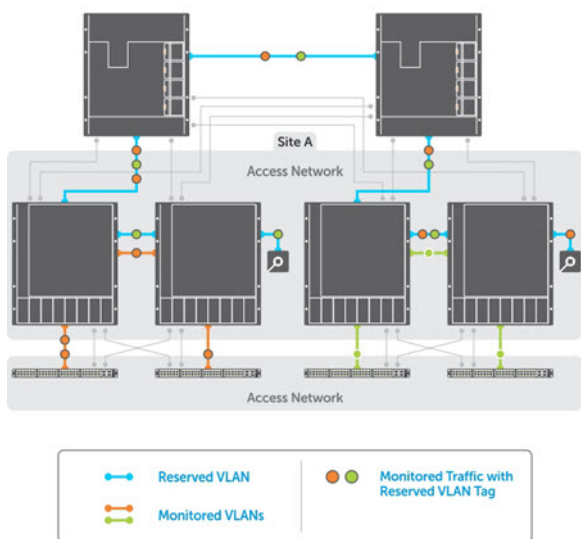 Site A
Access Network
Access Network
Reserved VLAN
Monitored VLANs
Monitored Traffic with
Reserved VLAN Tag